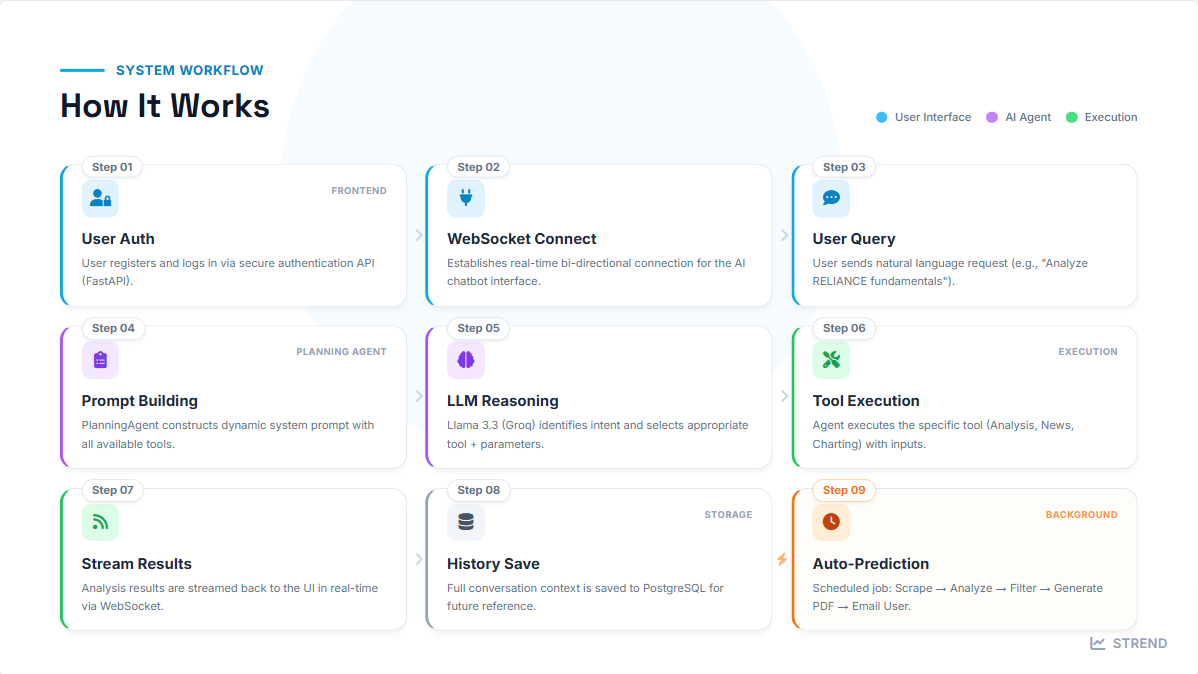 SYSTEM WORKFLOW
How It Works
User Interface
AI Agent
Execution
Step 01
FRONTEND
User Auth
User registers and logs in via secure authentication API
(FastAPI).
Step 02
WebSocket Connect
Establishes real-time bi-directional connection for the AI
chatbot interface.
Step 03
User Query
User sends natural language request (e.g., "Analyze
RELIANCE fundamentals").
Step 04
PLANNING AGENT
Prompt Building
PlanningAgent constructs dynamic system prompt with
all available tools.
Step 05
LLM Reasoning
Llama 3.3 (Groq) identifies intent and selects appropriate
tool + parameters.
Step 06
EXECUTION
Tool Execution
Agent executes the specific tool (Analysis, News,
Charting) with inputs.
Step 07
Stream Results
Analysis results are streamed back to the UI in real-time
via WebSocket.
Step 08
STORAGE
History Save
Full conversation context is saved to PostgreSQL for
future reference.
Step 09
BACKGROUND
Auto-Prediction
Scheduled job: Scrape → Analyze → Filter → Generate
PDF → Email User.
STREND